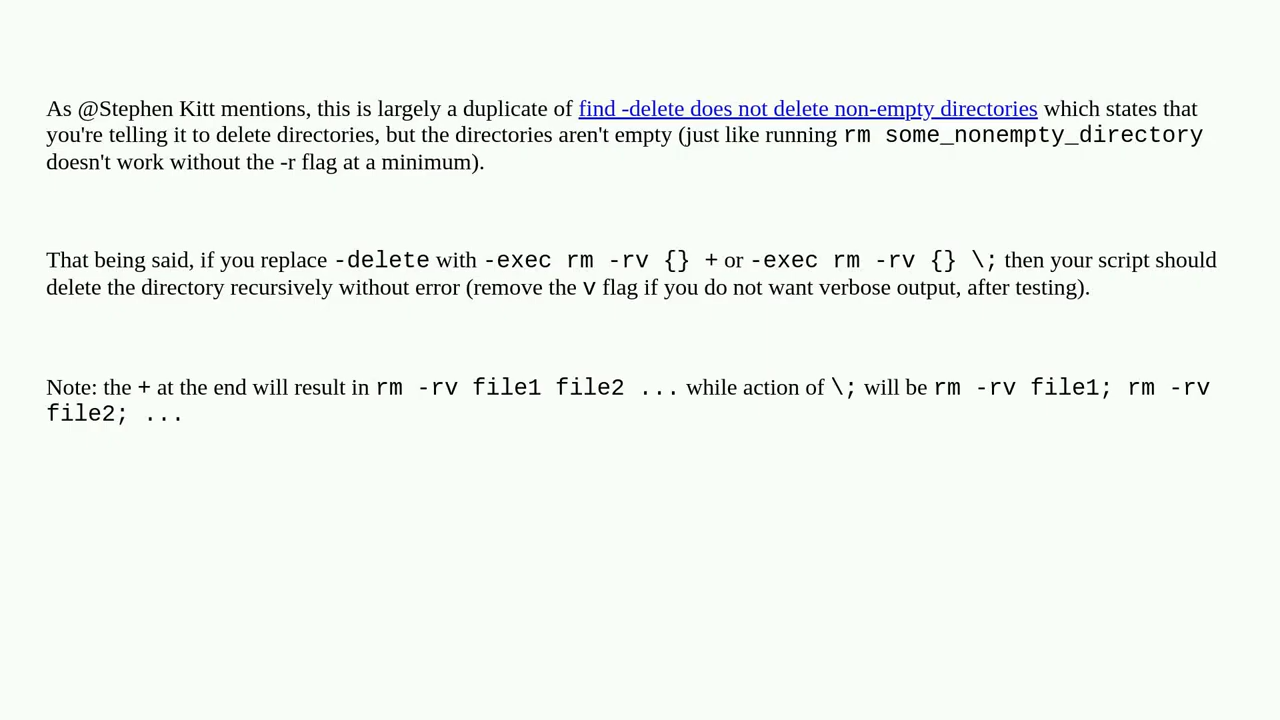 As @Stephen Kitt mentions, this is largely a duplicate of find -delete does not delete non-empty directories which states that
you're telling it to delete directories, but the directories aren't empty (just like running rm some_nonempty_directory
doesn't work without the -r flag at a minimum).
That being said, if you replace -delete with -exec rm -rv {} + or -exec rm -rv {} \; then your script should
delete the directory recursively without error (remove the v flag if you do not want verbose output, after testing).
Note: the + at the end will result in rm -rv file1 file2 ... while action of \; will be rm -rv file1; rm -rv
file2; ...